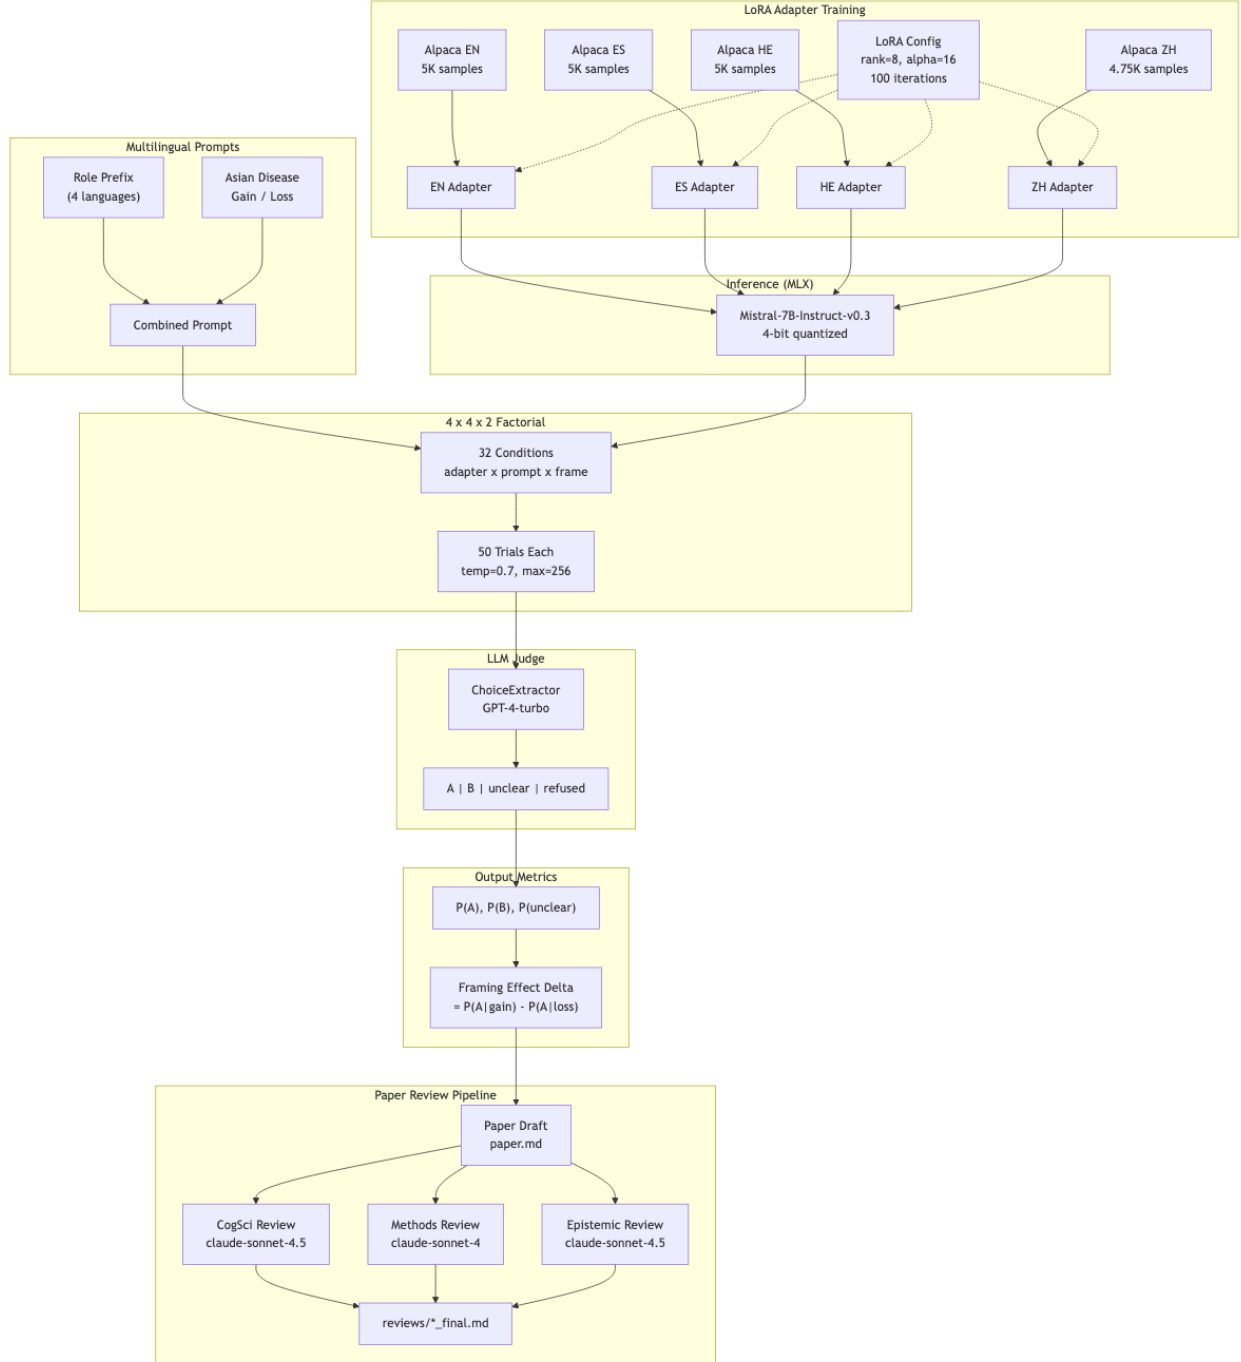 LoRA Adapter Training
Alpaca EN
5K samples
Alpaca ES
5K samples
Alpaca HE
5K samples
LoRA Config
rank=8, alpha=16
100 iterations
Alpaca ZH
4.75K samples
EN Adapter
ES Adapter
HE Adapter
ZH Adapter
Multilingual Prompts
Role Prefix
(4 languages)
Asian Disease
Gain / Loss
Combined Prompt
Inference (MLX)
Mistral-7B-Instruct-v0.3
4-bit quantized
4 x 4 x 2 Factorial
32 Conditions
adapter x prompt x frame
50 Trials Each
temp=0.7, max=256
LLM Judge
ChoiceExtractor
GPT-4-turbo
A | B | unclear | refused
Output Metrics
P(A), P(B), P(unclear)
Framing Effect Delta
= P(A|gain) - P(A|loss)
Paper Review Pipeline
Paper Draft
paper.md
CogSci Review
claude-sonnet-4.5
Methods Review
claude-sonnet-4
Epistemic Review
claude-sonnet-4.5
reviews/*_final.md